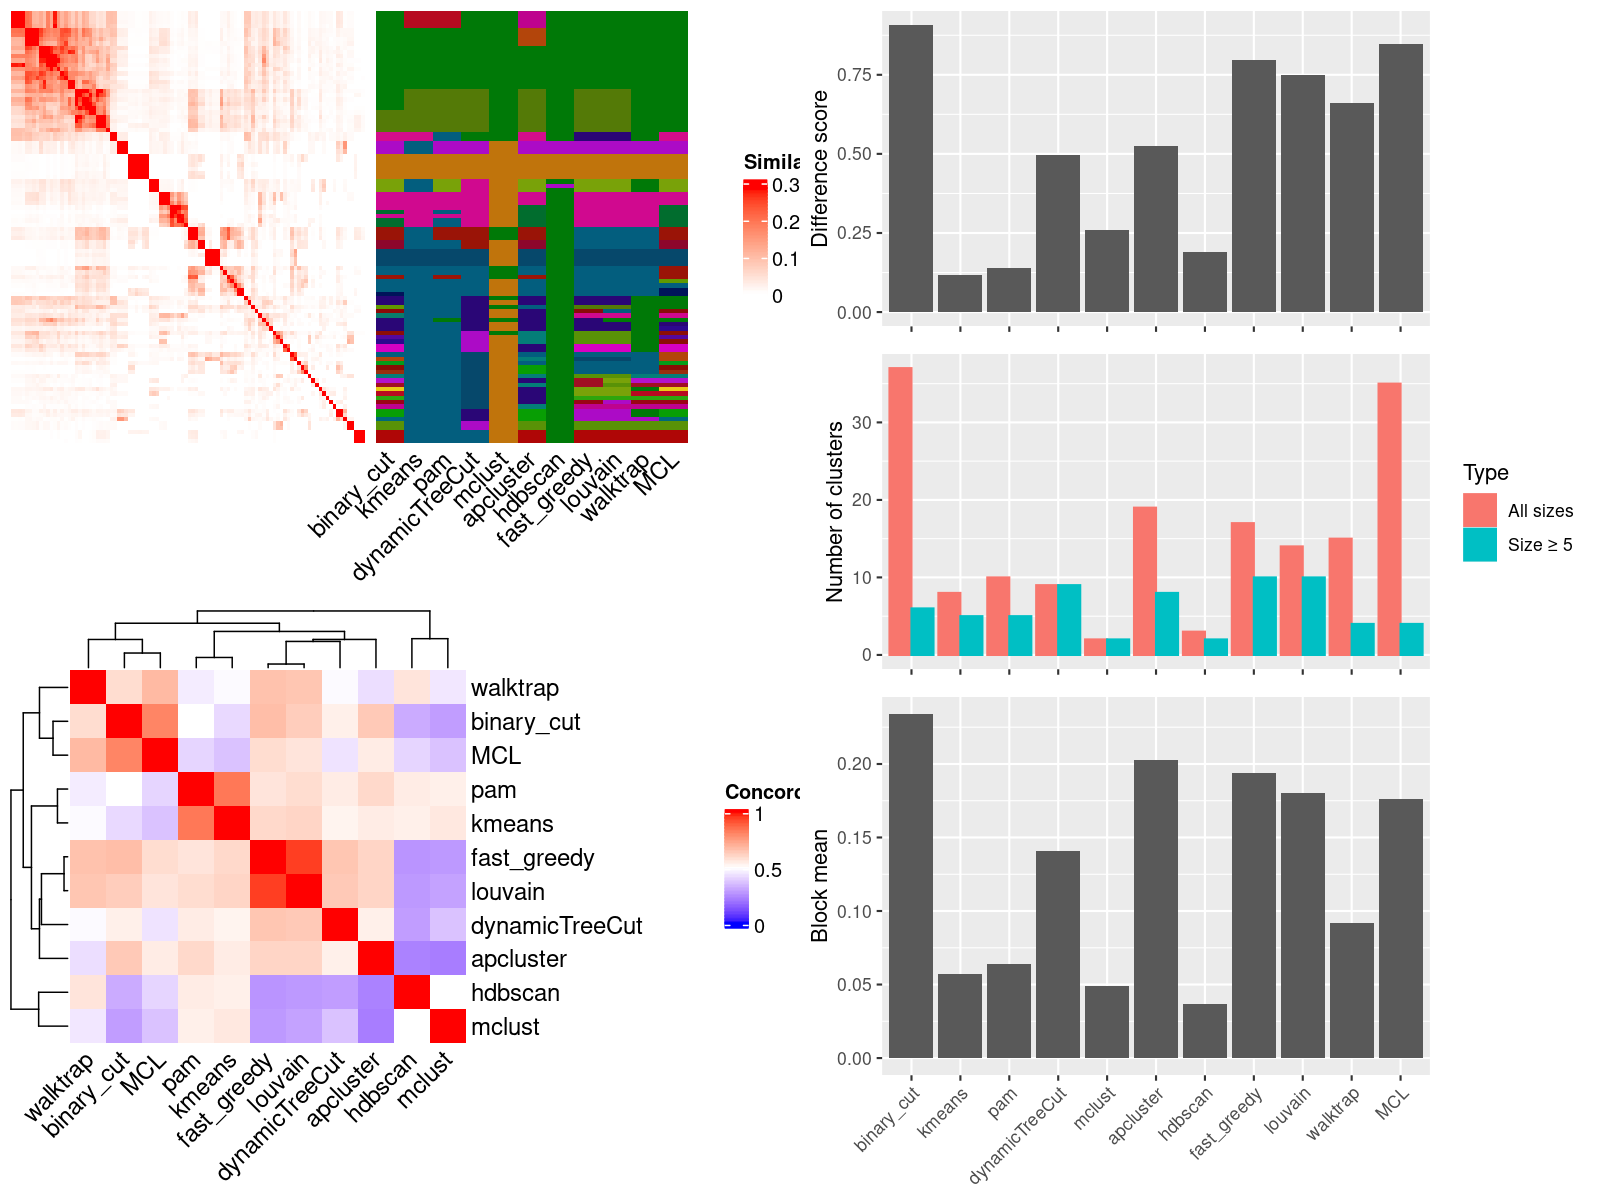 Simila
0.3
0.2
0.1
0
binary_cut
kmeans
pam
dynamicTreeCut
mclust
apcluster
hdbscan
fast_greedy
louvain
walktrap
MCL
walktrap
binary_cut
MCL
pam
kmeans
fast_greedy
louvain
dynamicTreeCut
apcluster
hdbscan
mclust
walktrap
binary_cut
MCL
pam
kmeans
fast_greedy
louvain
dynamicTreeCut
apcluster
hdbscan
mclust
Concord
1
0.5
0
Difference score
0.75
0.50
0.25
0.00
Number of clusters
30
20
10
0
Type
All sizes
Size ≥ 5
Block mean
0.20
0.15
0.10
0.05
0.00
binary_cut
kmeans
pam
dynamicTreeCut
mclust
apcluster
hdbscan
fast_greedy
louvain
walktrap
MCL